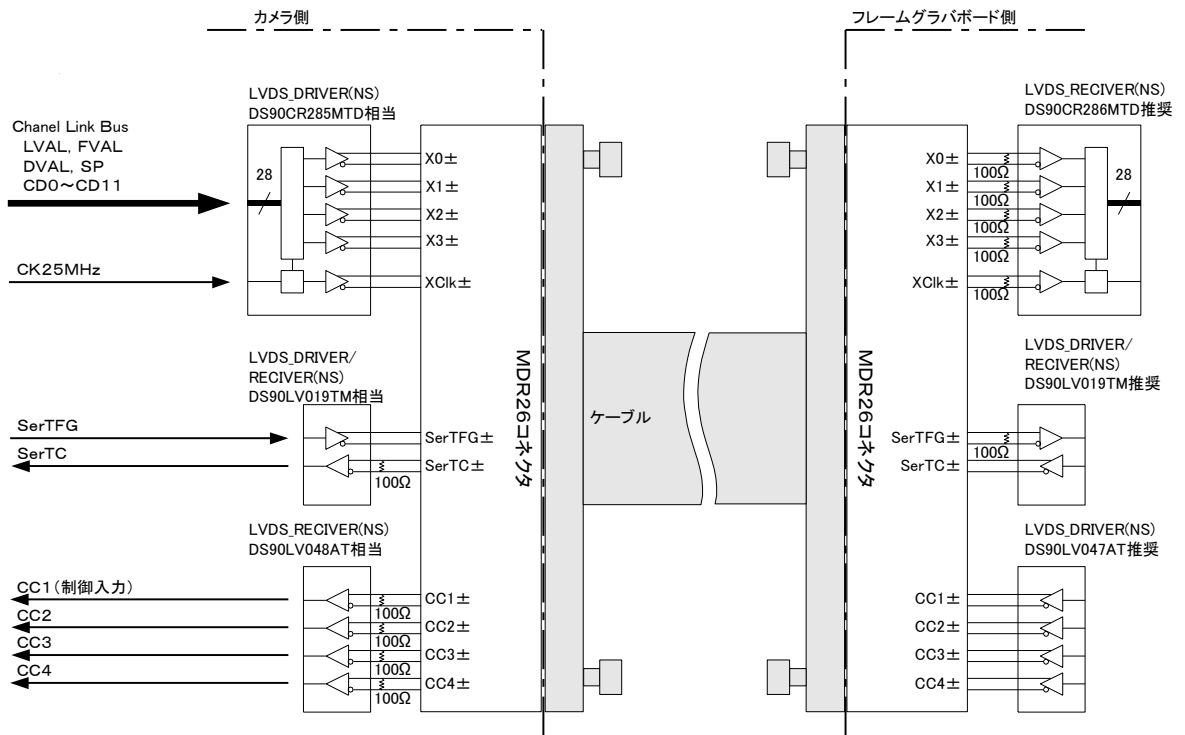 カメラ側
フレームグラバボード側
LVDS_DRIVER(NS)
DS90CR285MTD相当
LVDS_RECIVER(NS)
DS90CR286MTD推奨
Chanel Link Bus
LVAL, FVAL
DVAL, SP
CD0～CD11
28
X0±
X1±
X2±
X3±
XClk±
X0±
X1±
X2±
X3±
XClk±
100Ω
100Ω
100Ω
100Ω
100Ω
28
CK25MHz
LVDS_DRIVER/
RECIVER(NS)
DS90LV019TM相当
MDR26コネクタ
ケーブル
MDR26コネクタ
LVDS_DRIVER/
RECIVER(NS)
DS90LV019TM推奨
SerTFG
SerTC
SerTFG±
SerTC±
100Ω
SerTFG±
SerTC±
100Ω
LVDS_RECIVER(NS)
DS90LV048AT相当
LVDS_DRIVER(NS)
DS90LV047AT推奨
CC1(制御入力)
CC2
CC3
CC4
100Ω
100Ω
100Ω
100Ω
CC1±
CC2±
CC3±
CC4±
CC1±
CC2±
CC3±
CC4±